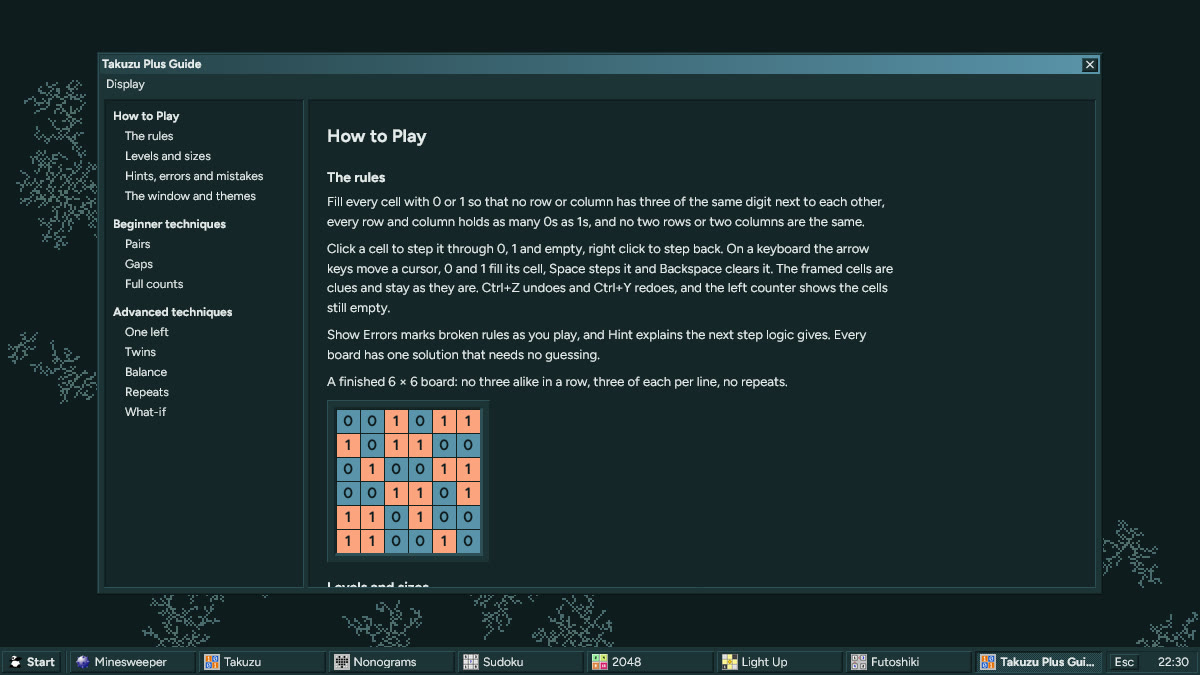 Takuzu Plus Guide
Display
How to Play
The rules
Levels and sizes
Hints, errors and mistakes
The window and themes
Beginner techniques
Pairs
Gaps
Full counts
Advanced techniques
One left
Twins
Balance
Repeats
What-if
How to Play
The rules
Fill every cell with 0 or 1 so that no row or column has three of the same digit next to each other,
every row and column holds as many 0s as 1s, and no two rows or two columns are the same.
Click a cell to step it through 0, 1 and empty, right click to step back. On a keyboard the arrow
keys move a cursor, 0 and 1 fill its cell, Space steps it and Backspace clears it. The framed cells are
clues and stay as they are. Ctrl+Z undoes and Ctrl+Y redoes, and the left counter shows the cells
still empty.
Show Errors marks broken rules as you play, and Hint explains the next step logic gives. Every
board has one solution that needs no guessing.
A finished 6 × 6 board: no three alike in a row, three of each per line, no repeats.
0 0 1 0 1 1
1 0 1 1 0 0
0 1 0 0 1 1
0 0 1 1 0 1
1 1 0 1 0 0
1 1 0 0 1 0
Levels and sizes
Start
Minesweeper
Takuzu
Nonograms
Sudoku
2048
Light Up
Futoshiki
Takuzu Plus Gui...
Esc
22:30